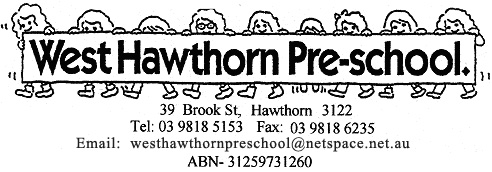 West Hawthorn Pre-school.
39 Brook St, Hawthorn 3122
Tel: 03 9818 5153 Fax: 03 9818 6235
Email: westhawthornpreschool@netspace.net.au
ABN- 31259731260